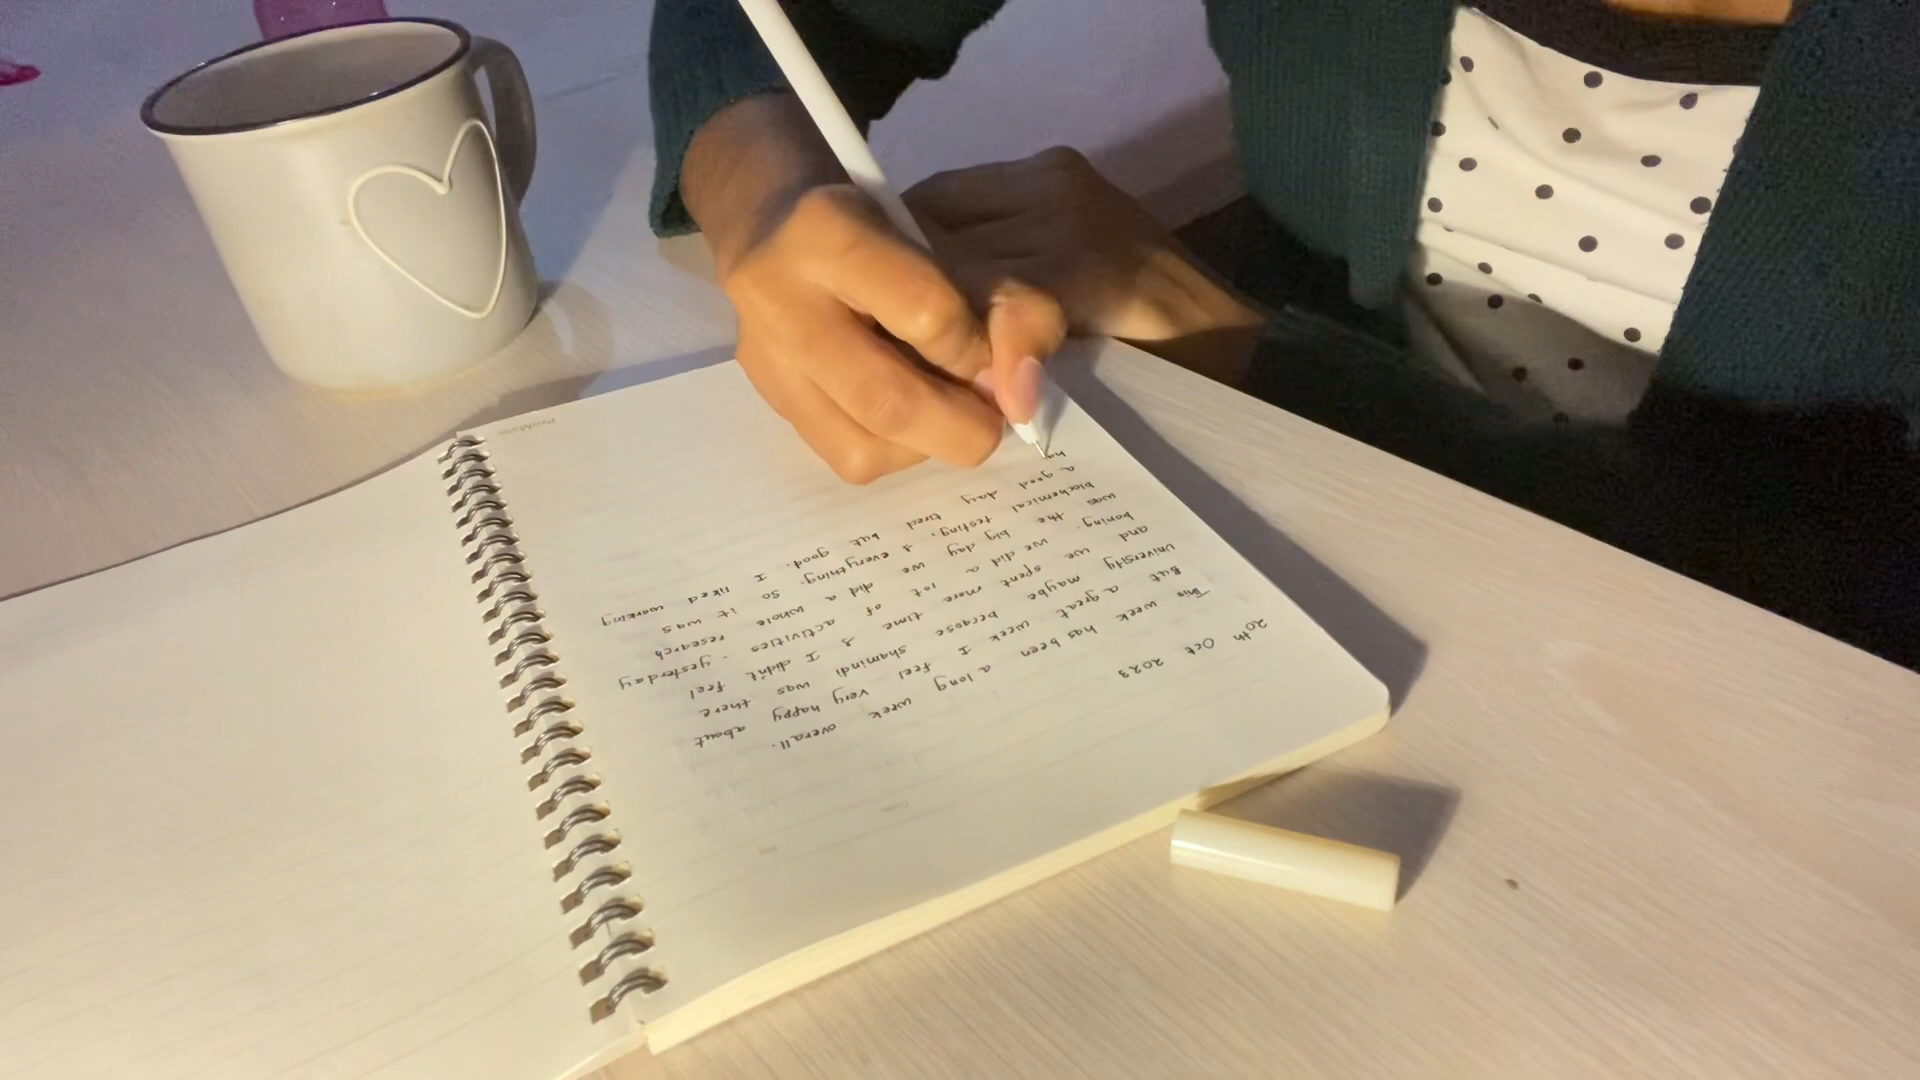 20th Oct 2023
This week has been a long week overall.
But a great week I feel very happy about
university maybe because shamindi was there
and we spent more time & I didn't feel
boring. we did a lot of activities. yesterday
was the big day we did a whole research
biochemical testing. & everything. So it was
a good day tired but good. I liked working
ha